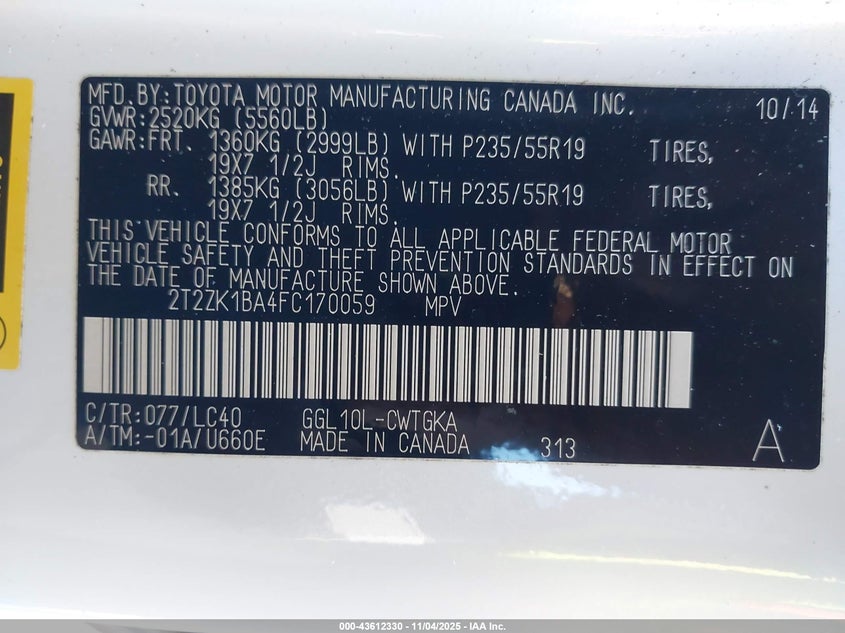 MFD.BY:TOYOTA MOTOR MANUFACTURING CANADA INC. 10/14
GVWR:2520KG (5560LB)
GAWR:FRT. 1360KG (2999LB) WITH P235/55R19 TIRES,
19X7 1/2J RIMS.
RR. 1385KG (3056LB) WITH P235/55R19 TIRES,
19X7 1/2J RIMS.
THIS VEHICLE CONFORMS TO ALL APPLICABLE FEDERAL MOTOR
VEHICLE SAFETY AND THEFT PREVENTION STANDARDS IN EFFECT ON
THE DATE OF MANUFACTURE SHOWN ABOVE.
2T2ZK1BA4FC170059 MPV
C/TR:077/LC40 GGL10L-CWTGKA
A/TM:-01A/U660E MADE IN CANADA 313 A
000-43612330 - 11/04/2025 - IAA Inc.